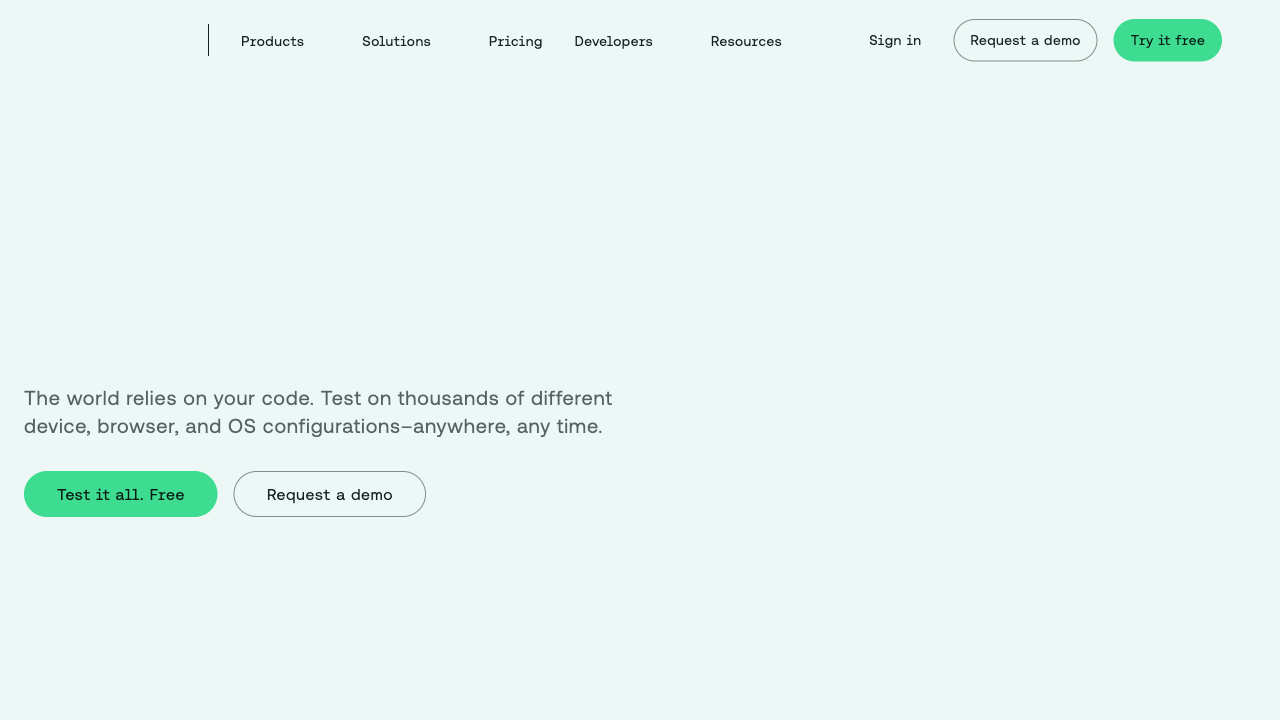 Products Solutions Pricing Developers Resources Sign in Request a demo Try it free
The world relies on your code. Test on thousands of different
device, browser, and OS configurations–anywhere, any time.
Test it all. Free Request a demo